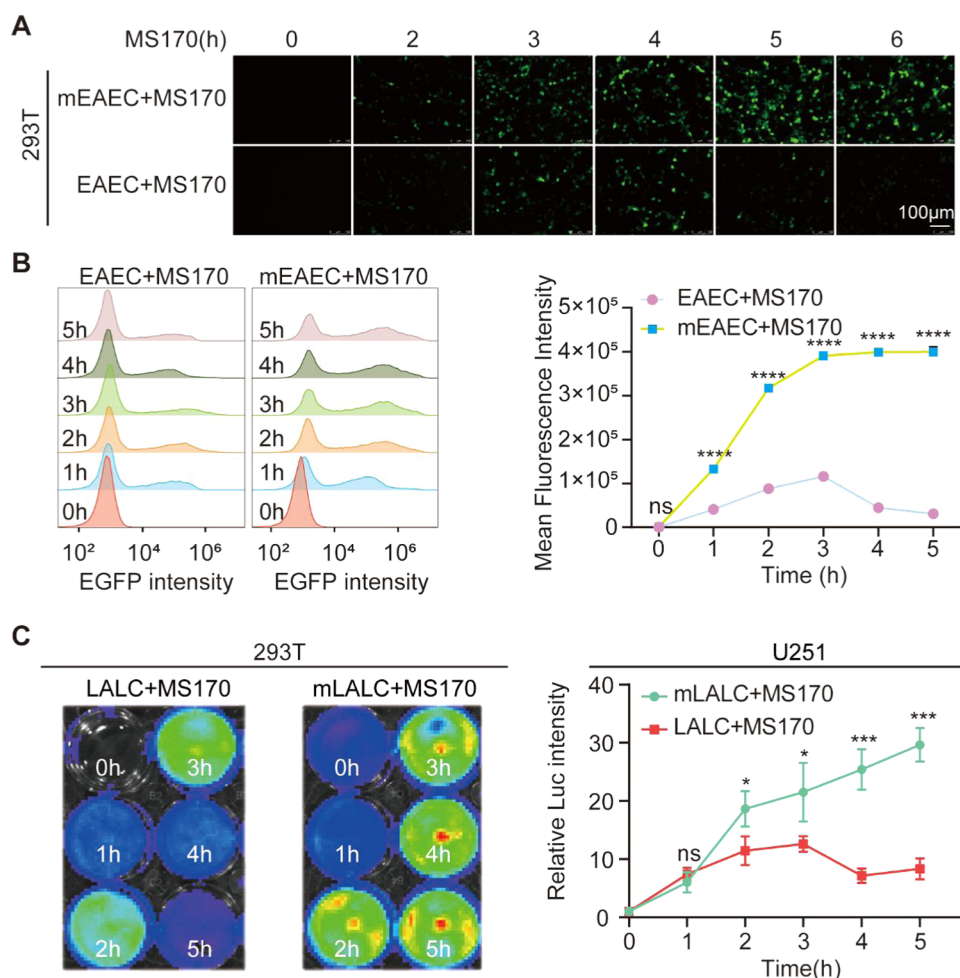 A
MS170(h) 0 2 3 4 5 6
293T
mEAEC+MS170
EAEC+MS170
100μm
B
EAEC+MS170 mEAEC+MS170
5h 5h
4h 4h
3h 3h
2h 2h
1h 1h
0h 0h
10² 10⁴ 10⁶ 10² 10⁴ 10⁶
EGFP intensity EGFP intensity
Mean Fluorescence Intensity
5×10⁵
4×10⁵
3×10⁵
2×10⁵
1×10⁵
0
EAEC+MS170
mEAEC+MS170
ns **** **** **** **** ****
0 1 2 3 4 5
Time (h)
C
293T
LALC+MS170 mLALC+MS170
0h 3h 0h 3h
1h 4h 1h 4h
2h 5h 2h 5h
U251
Relative Luc intensity
40
30
20
10
0
mLALC+MS170
LALC+MS170
ns * * *** ***
0 1 2 3 4 5
Time(h)